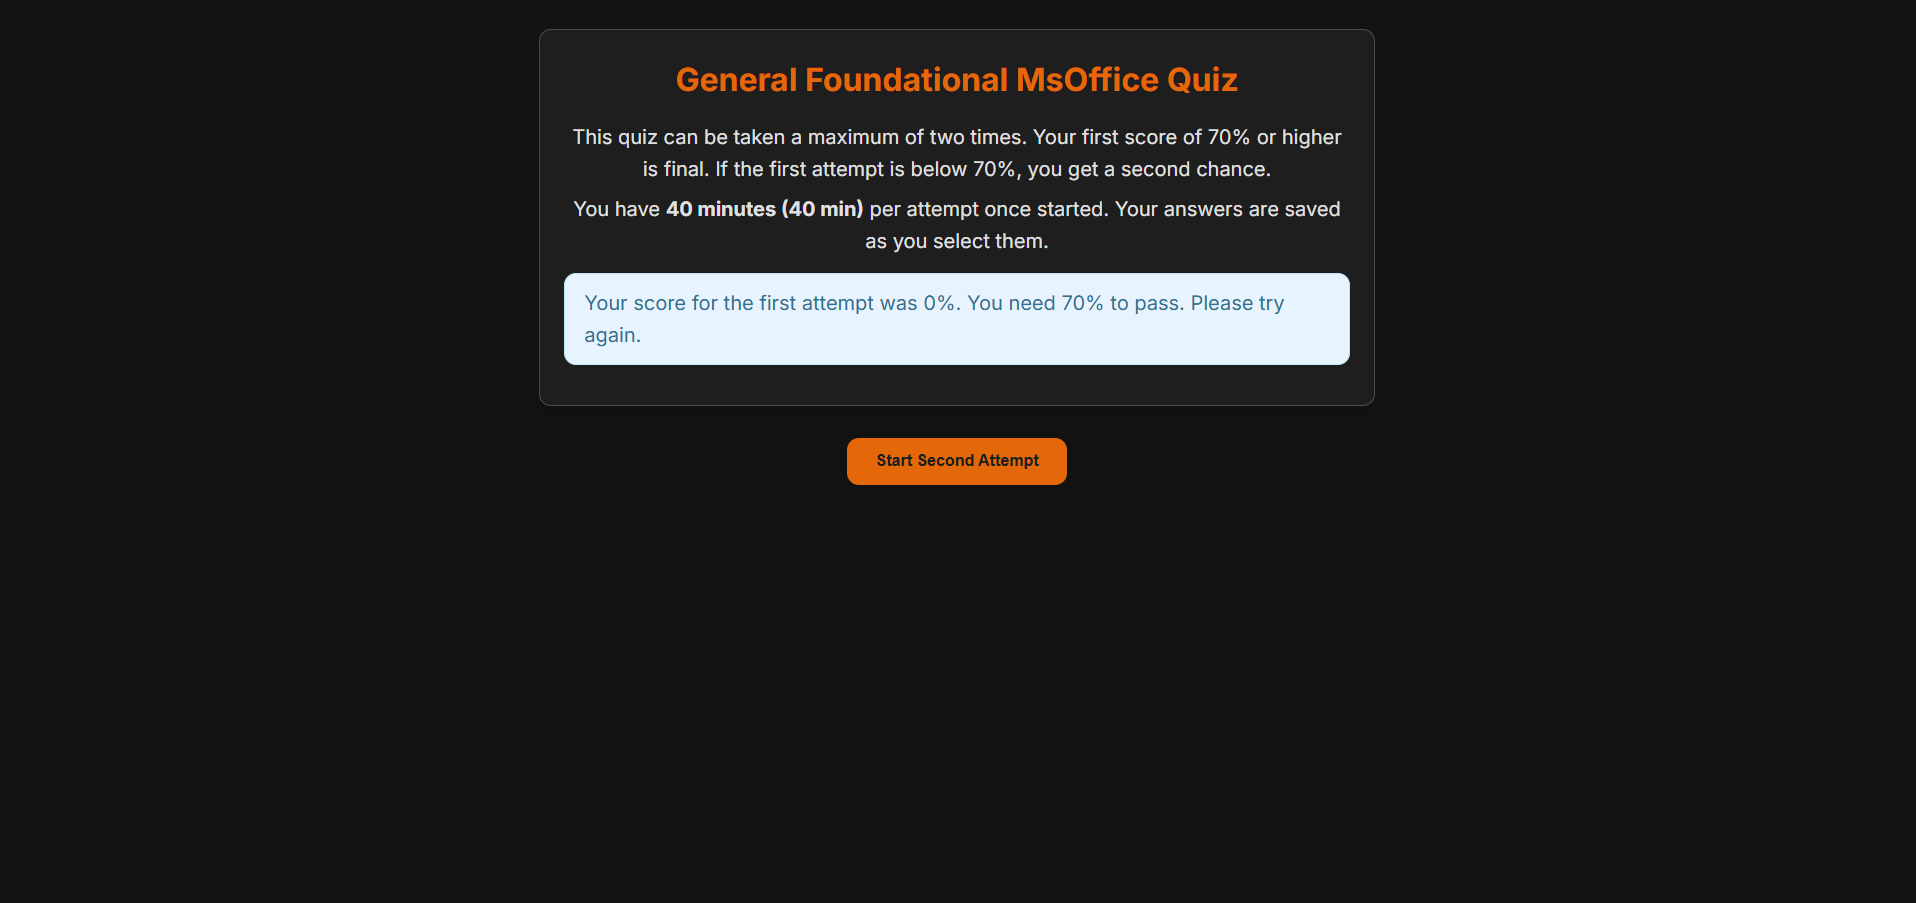 General Foundational MsOffice Quiz
This quiz can be taken a maximum of two times. Your first score of 70% or higher
is final. If the first attempt is below 70%, you get a second chance.
You have 40 minutes (40 min) per attempt once started. Your answers are saved
as you select them.
Your score for the first attempt was 0%. You need 70% to pass. Please try
again.
Start Second Attempt